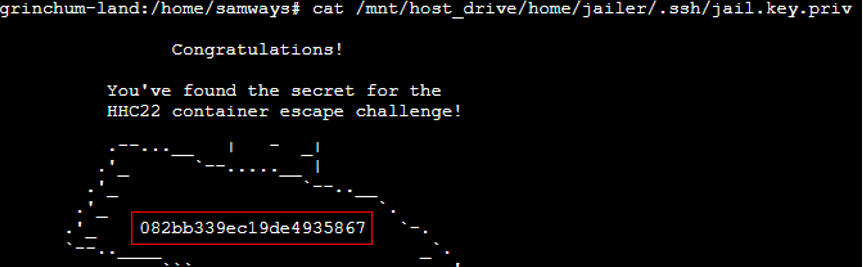 grinchum-land:/home/samways# cat /mnt/host_drive/home/jailer/.ssh/jail.key.priv
Congratulations!
You've found the secret for the
HHC22 container escape challenge!
082bb339ec19de4935867